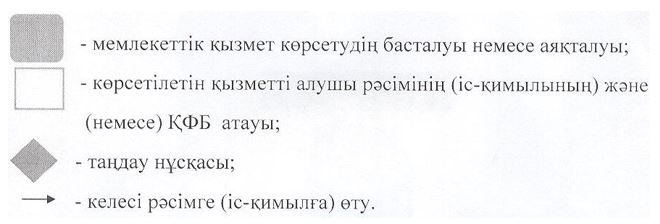 - мемлекеттік қызмет көрсетудің басталуы немесе аяқталуы;
- көрсетілетін қызметті алушы рәсімінің (іс-қимылының) және
(немесе) ҚФБ атауы;
- таңдау нұсқасы;
- келесі рәсімге (іс-қимылға) өту.